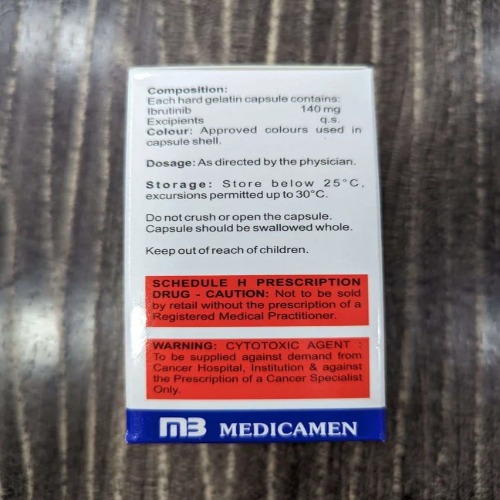 Composition:
Each hard gelatin capsule contains:
Ibrutinib 140 mg
Excipients q.s.
Colour: Approved colours used in
capsule shell.
Dosage: As directed by the physician.
Storage: Store below 25°C,
excursions permitted up to 30°C.
Do not crush or open the capsule.
Capsule should be swallowed whole.
Keep out of reach of children.
SCHEDULE H PRESCRIPTION
DRUG - CAUTION: Not to be sold
by retail without the prescription of a
Registered Medical Practitioner.
WARNING: CYTOTOXIC AGENT :
To be supplied against demand from
Cancer Hospital, Institution & against
the Prescription of a Cancer Specialist
Only.
MB MEDICAMEN